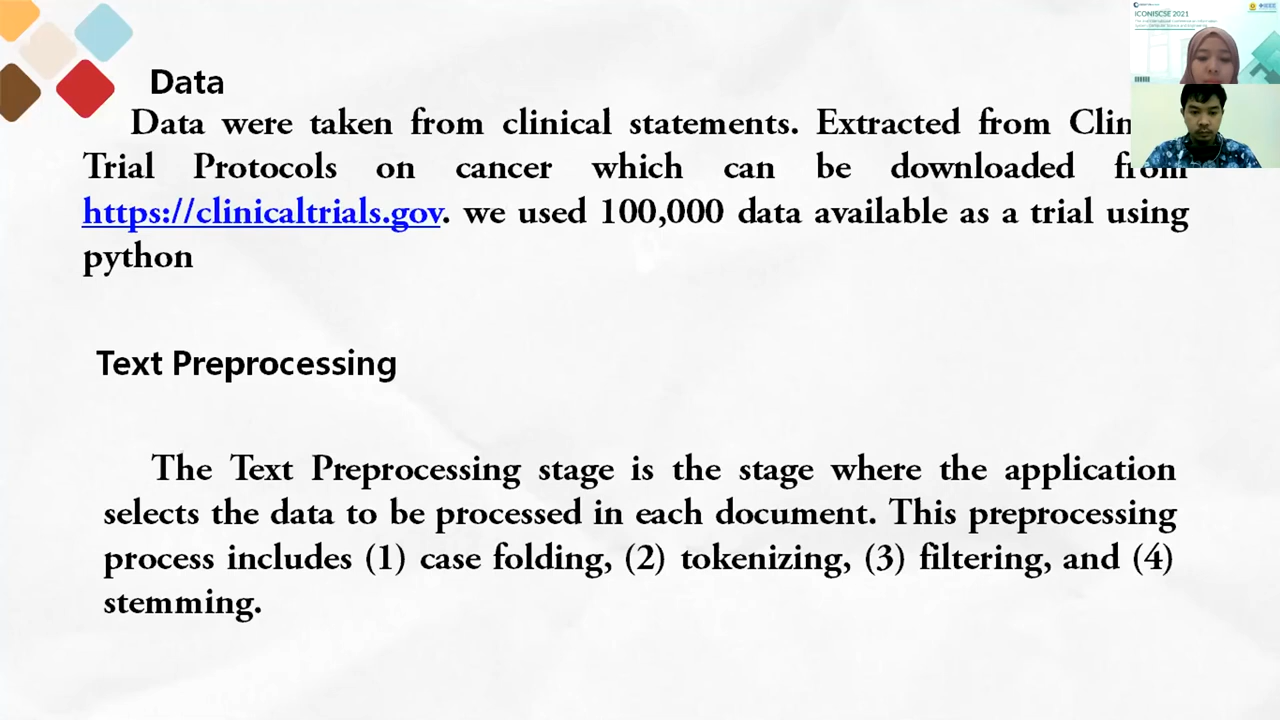 ICONISCSE 2021
Data
Data were taken from clinical statements. Extracted from
Trial Protocols on cancer which can be downloaded from
https://clinicaltrials.gov. we used 100,000 data available as a trial using
python
Text Preprocessing
The Text Preprocessing stage is the stage where the application
selects the data to be processed in each document. This preprocessing
process includes (1) case folding, (2) tokenizing, (3) filtering, and (4)
stemming.